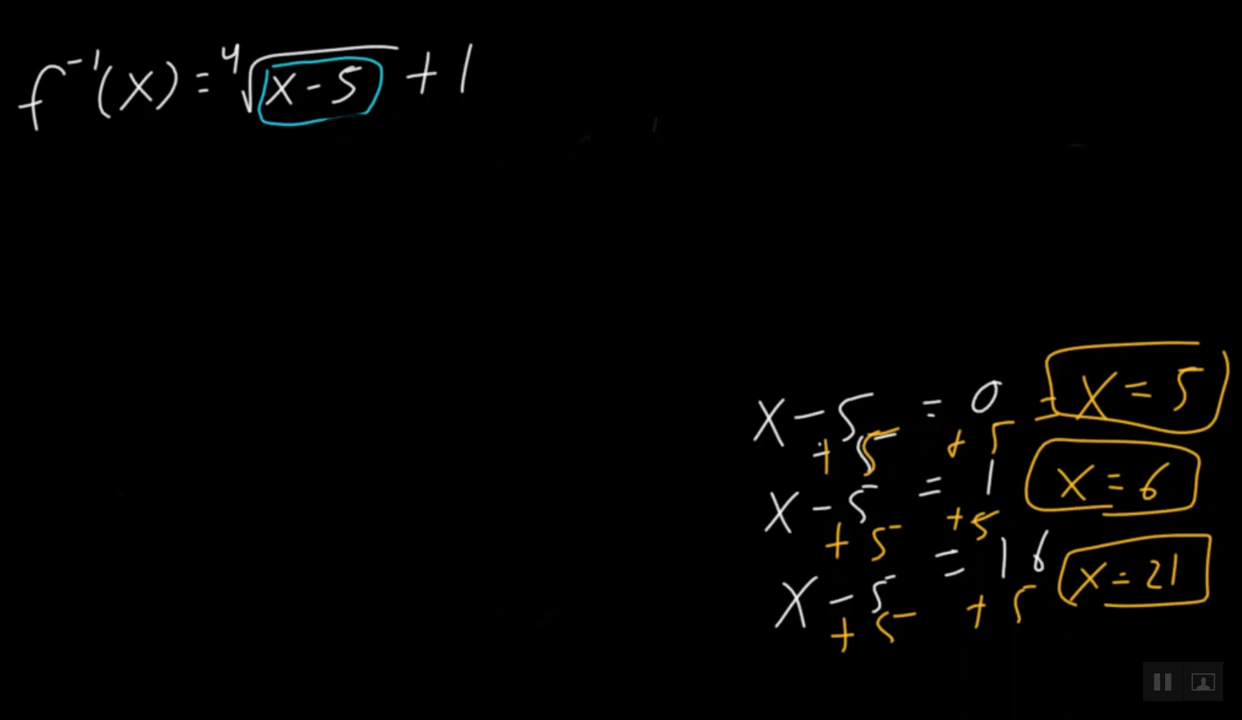 f⁻¹(x) = ⁴√(x-5) + 1
x - 5 = 0 - x = 5
+ 5 + 5
x - 5 = 1 x = 6
+ 5 + 5
x - 5 = 16 x = 21
+ 5 + 5